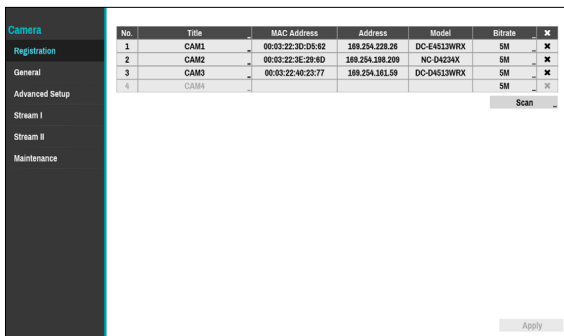 Camera
Registration
General
Advanced Setup
Stream I
Stream II
Maintenance
No. Title MAC Address Address Model Bitrate ✖
1 CAM1 00:03:22:3D:D5:62 169.254.228.26 DC-E4513WRX 5M ✖
2 CAM2 00:03:22:3E:29:6D 169.254.198.209 NC-D4234X 5M ✖
3 CAM3 00:03:22:40:23:77 169.254.161.59 DC-D4513WRX 5M ✖
4 CAM4 5M ✖
Scan
Apply